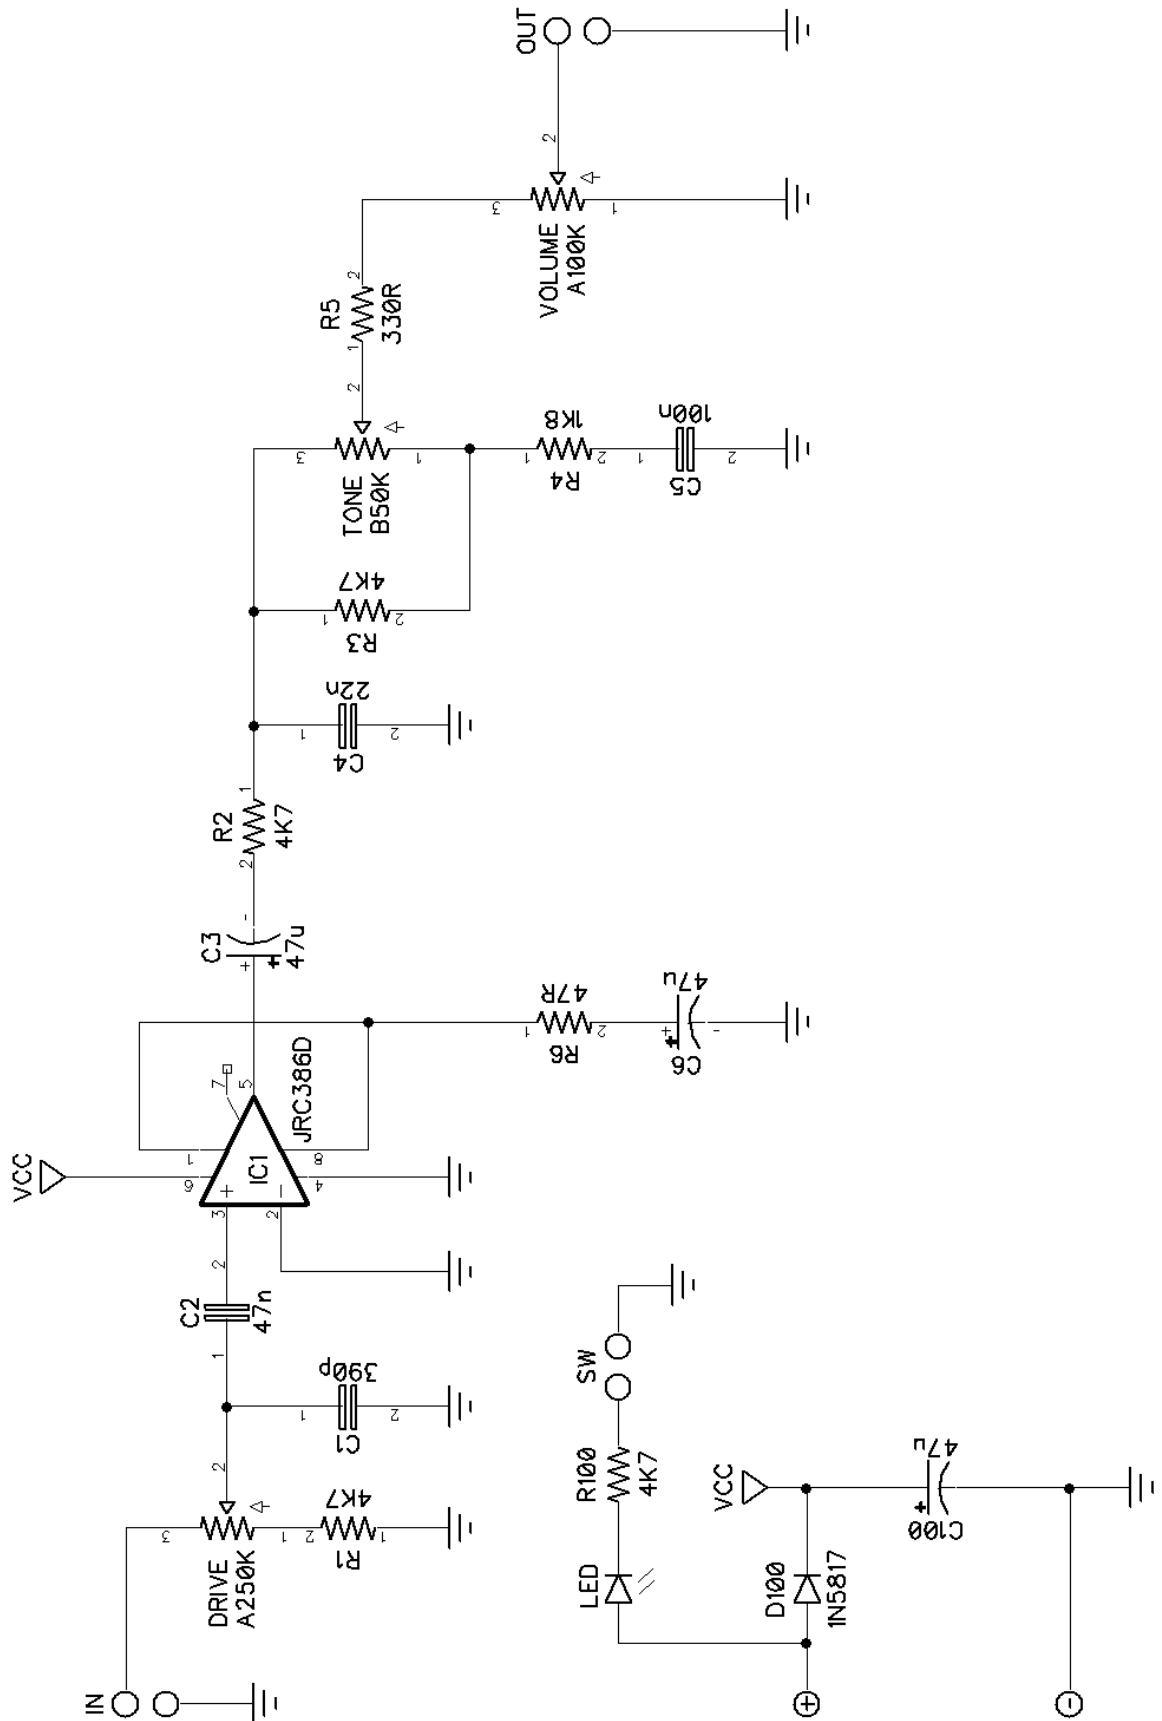 IN
3
DRIVE
A250K
2
1
2
R1
4K7
1
1
C1
390p
2
1
C2
47n
2
VCC
3
2
6
4
1
8
+
-
IC1
7
5
JRC386D
+
+
C3
47u
-
1
R6
47R
2
+
+
C6
47u
-
2
R2
4K7
1
1
C4
22n
2
1
R3
4K7
2
3
TONE
B50K
2
1
1
R4
1K8
2
1
C5
100n
2
1
R5
330R
2
3
VOLUME
A100K
2
1
OUT
LED
R100
4K7
SW
+
D100
1N5817
VCC
+
C100
47u
-